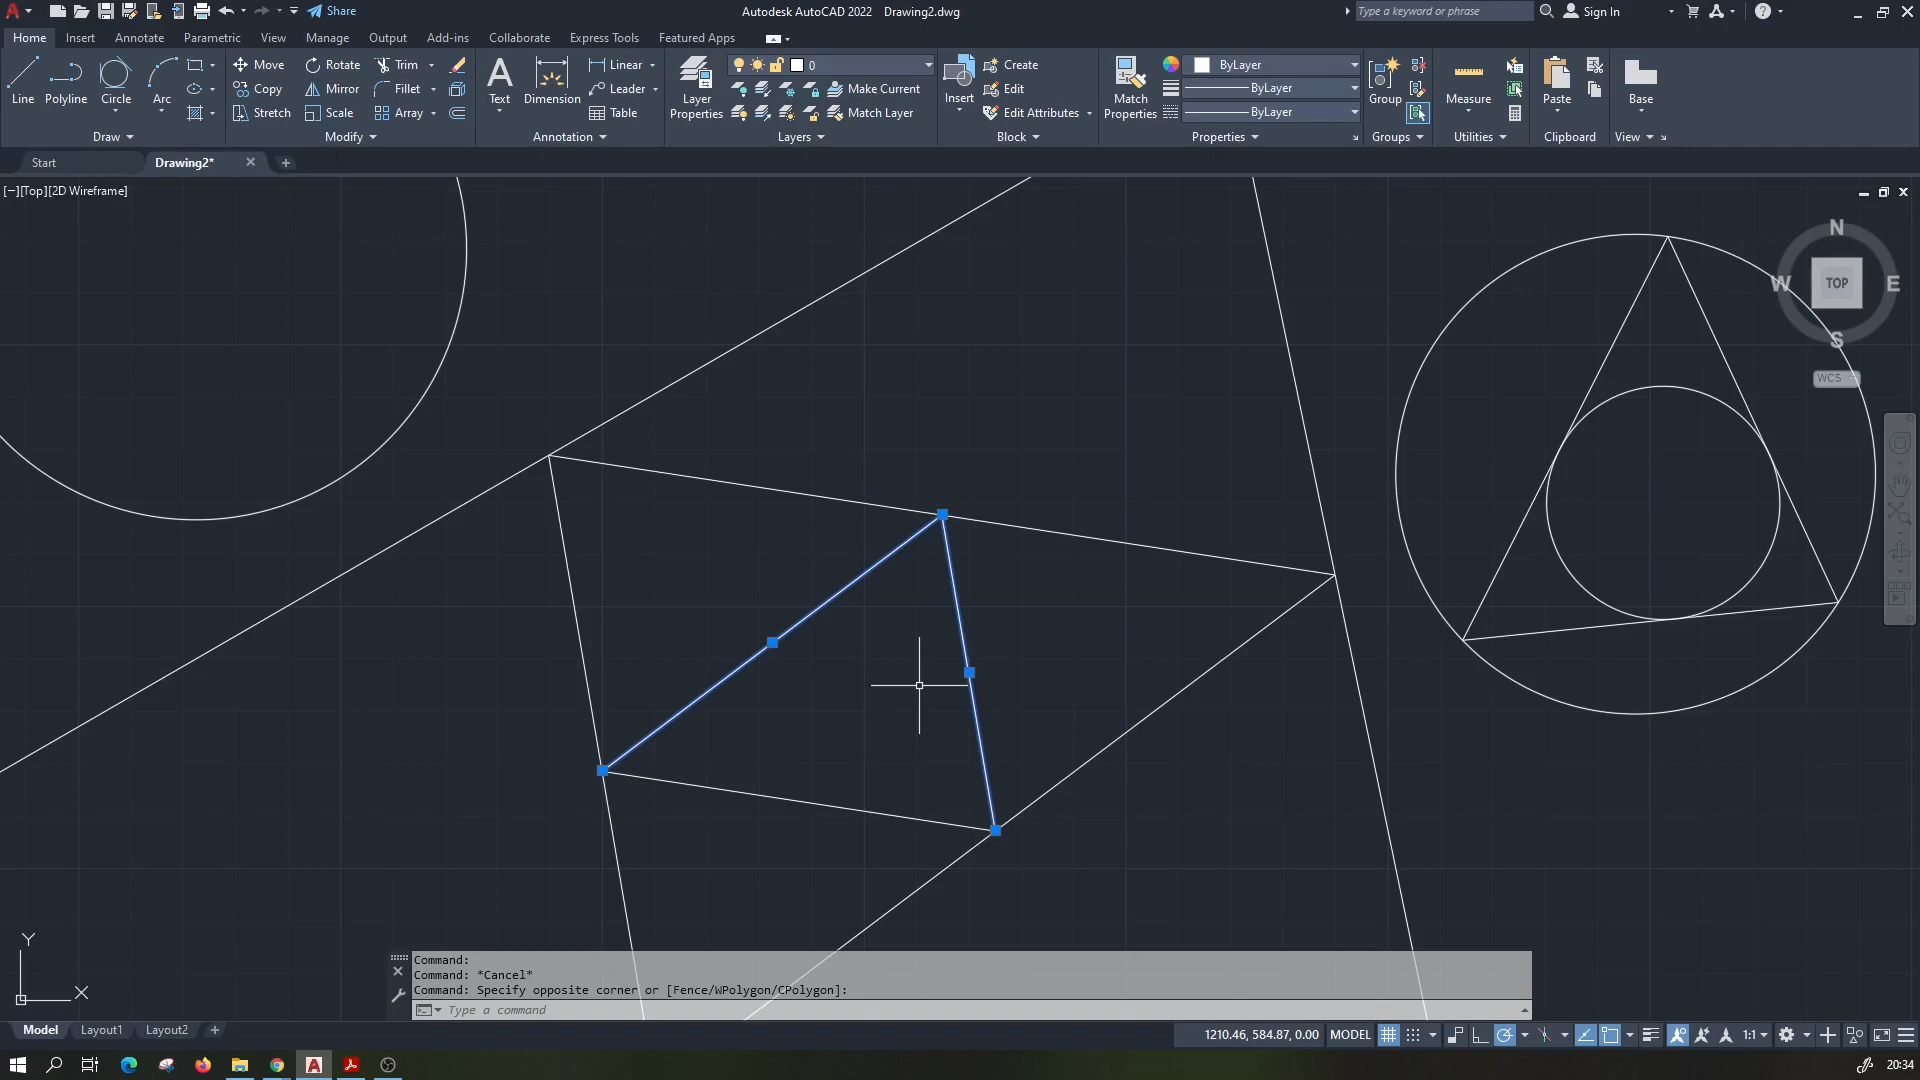 Share
Autodesk AutoCAD 2022 Drawing2.dwg
Type a keyword or phrase
Sign In
Home Insert Annotate Parametric View Manage Output Add-ins Collaborate Express Tools Featured Apps
Line Polyline Circle Arc
Draw
Move Rotate Trim
Copy Mirror Fillet
Stretch Scale Array
Modify
Text Dimension
Linear
Leader
Table
Annotation
Layer Properties
0
Make Current
Match Layer
Layers
Insert
Create
Edit
Edit Attributes
Block
Match Properties
ByLayer
ByLayer
ByLayer
Properties
Group
Groups
Measure
Utilities
Paste
Clipboard
Base
View
Start Drawing2*
[−][Top][2D Wireframe]
N
W TOP E
S
WCS
Y
X
Command:
Command: *Cancel*
Command: Specify opposite corner or [Fence/WPolygon/CPolygon]:
Type a command
Model Layout1 Layout2
1210.46, 584.87, 0.00 MODEL
1:1
20:34